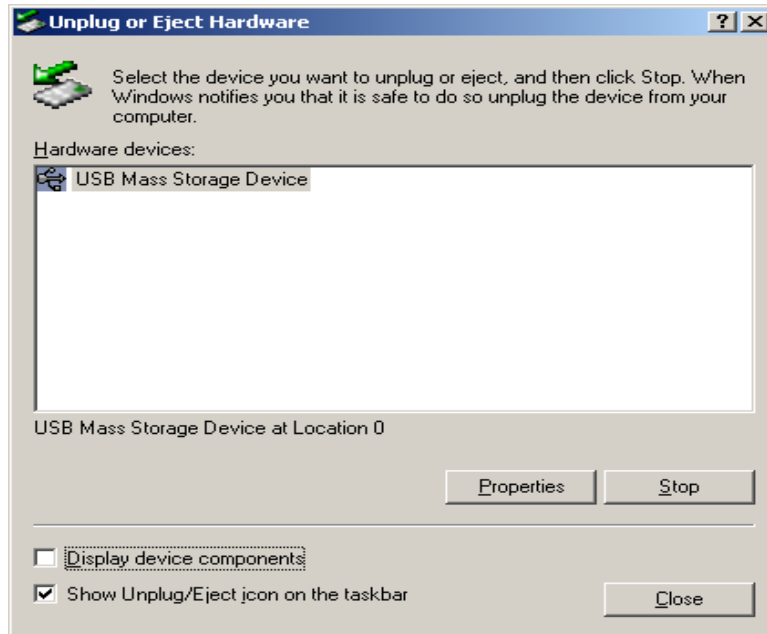 Unplug or Eject Hardware
Select the device you want to unplug or eject, and then click Stop. When
Windows notifies you that it is safe to do so unplug the device from your
computer.
Hardware devices:
USB Mass Storage Device
USB Mass Storage Device at Location 0
Properties Stop
Display device components
Show Unplug/Eject icon on the taskbar
Close